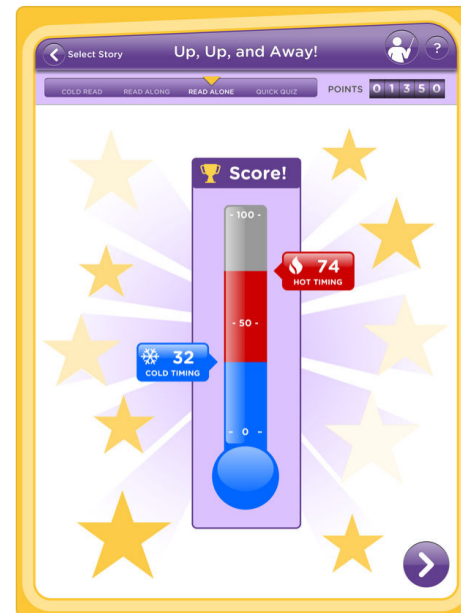 Select Story
Up, Up, and Away!
?
COLD READ READ ALONG READ ALONE QUICK QUIZ
POINTS 01350
Score!
- 100 -
74
HOT TIMING
- 50 -
32
COLD TIMING
- 0 -